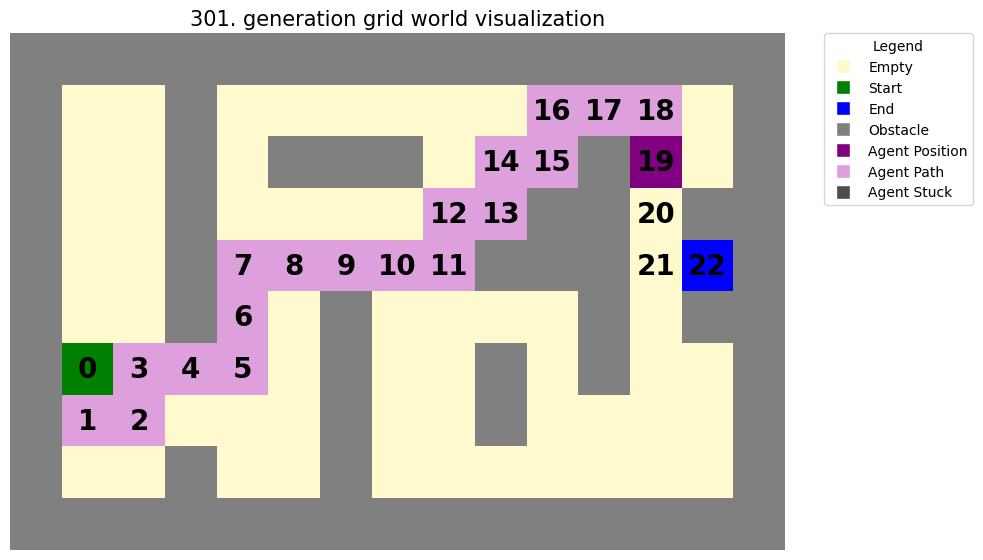 301. generation grid world visualization
Legend
Empty
Start
End
Obstacle
Agent Position
Agent Path
Agent Stuck
16 17 18
14 15 19
12 13 20
7 8 9 10 11 21 22
6
0 3 4 5
1 2